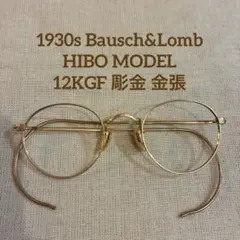 1930s Bausch&Lomb
HIBO MODEL
12KGF 彫金 金張